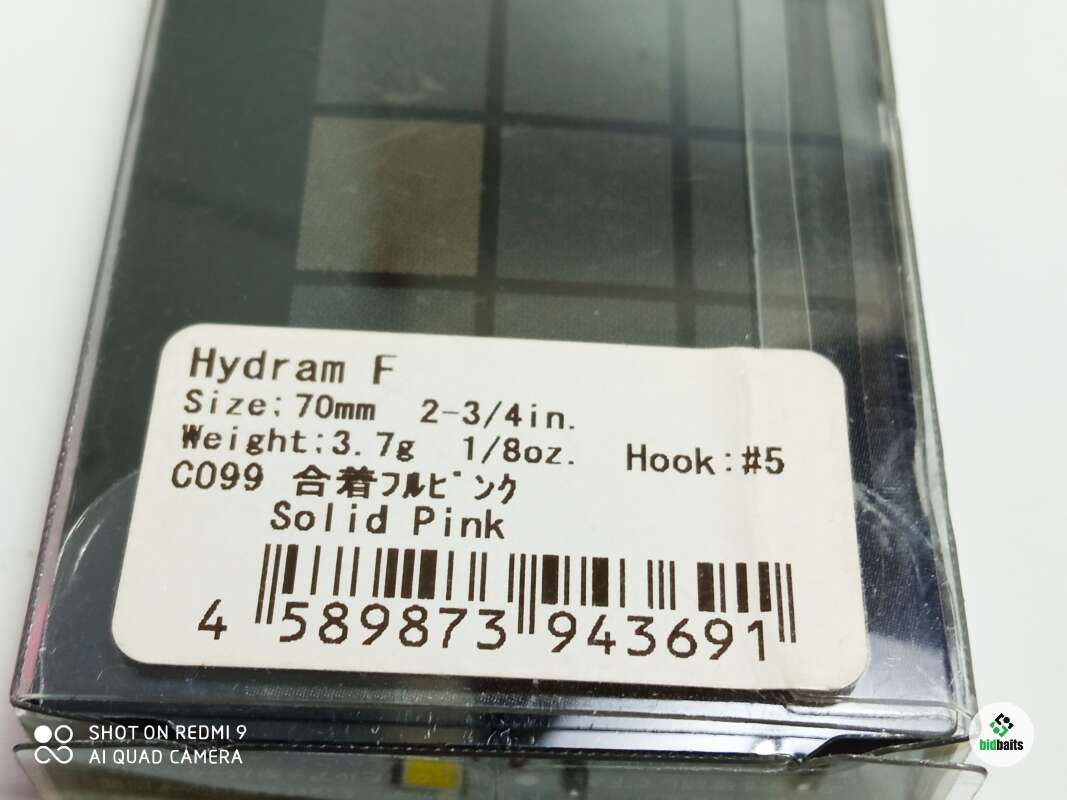 Hydram F
Size;70mm 2-3/4in.
Weight:3.7g 1/8oz. Hook:#5
C099 合着フルピンク
Solid Pink
4 589873 943691
SHOT ON REDMI 9
AI QUAD CAMERA
bidbaits